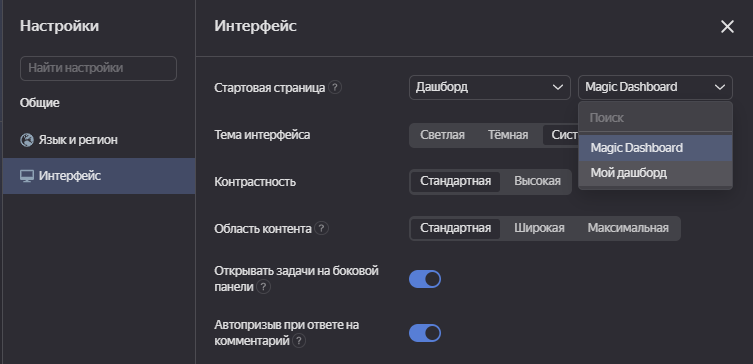 Настройки
Найти настройки
Общие
Язык и регион
Интерфейс
Интерфейс
Стартовая страница ?
Дашборд
Magic Dashboard
Поиск
Magic Dashboard
Мой дашборд
Тема интерфейса
Светлая Тёмная Сист
Контрастность
Стандартная Высокая
Область контента ?
Стандартная Широкая Максимальная
Открывать задачи на боковой
панели ?
Автопризыв при ответе на
комментарий ?